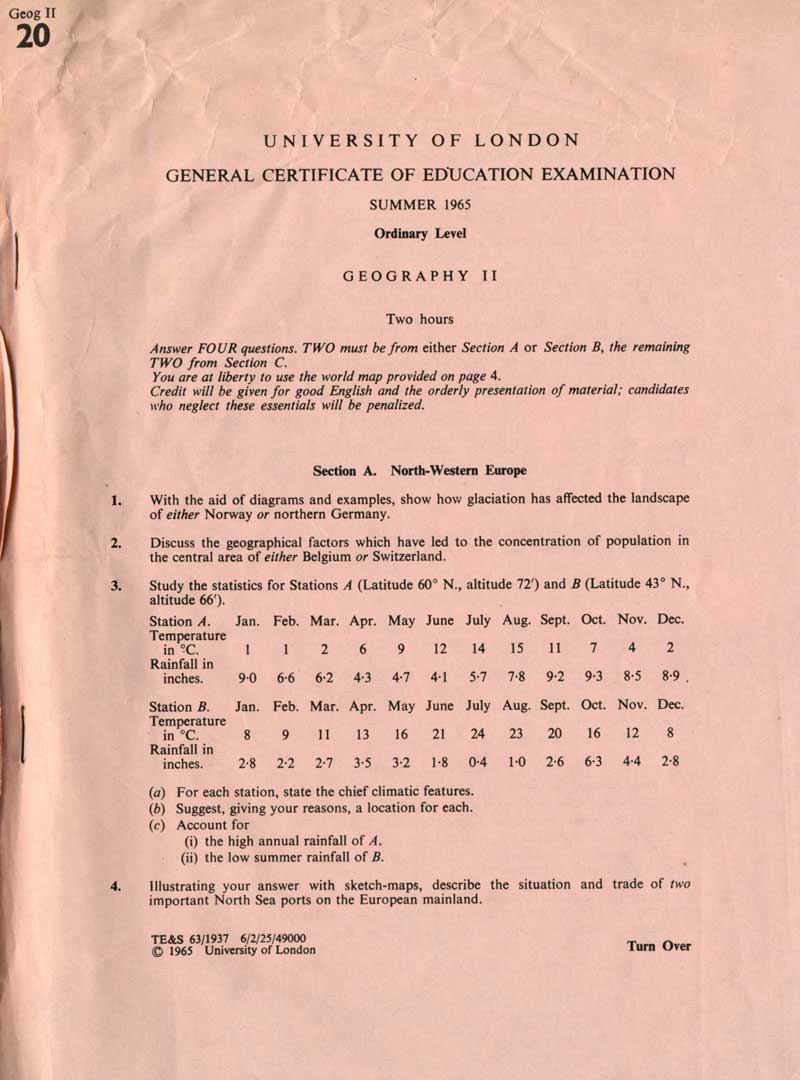 Geog II
20
UNIVERSITY OF LONDON
GENERAL CERTIFICATE OF EDUCATION EXAMINATION
SUMMER 1965
Ordinary Level
GEOGRAPHY II
Two hours
Answer FOUR questions. TWO must be from either Section A or Section B, the remaining
TWO from Section C.
You are at liberty to use the world map provided on page 4.
Credit will be given for good English and the orderly presentation of material; candidates
who neglect these essentials will be penalized.
Section A. North-Western Europe
1. With the aid of diagrams and examples, show how glaciation has affected the landscape
of either Norway or northern Germany.
2. Discuss the geographical factors which have led to the concentration of population in
the central area of either Belgium or Switzerland.
3. Study the statistics for Stations A (Latitude 60° N., altitude 72') and B (Latitude 43° N.,
altitude 66').
Station A. Jan. Feb. Mar. Apr. May June July Aug. Sept. Oct. Nov. Dec.
Temperature
in °C. 1 1 2 6 9 12 14 15 11 7 4 2
Rainfall in
inches. 9·0 6·6 6·2 4·3 4·7 4·1 5·7 7·8 9·2 9·3 8·5 8·9
Station B. Jan. Feb. Mar. Apr. May June July Aug. Sept. Oct. Nov. Dec.
Temperature
in °C. 8 9 11 13 16 21 24 23 20 16 12 8
Rainfall in
inches. 2·8 2·2 2·7 3·5 3·2 1·8 0·4 1·0 2·6 6·3 4·4 2·8
(a) For each station, state the chief climatic features.
(b) Suggest, giving your reasons, a location for each.
(c) Account for
(i) the high annual rainfall of A.
(ii) the low summer rainfall of B.
4. Illustrating your answer with sketch-maps, describe the situation and trade of two
important North Sea ports on the European mainland.
TE&S 63/1937 6/2/25/49000
© 1965 University of London
Turn Over